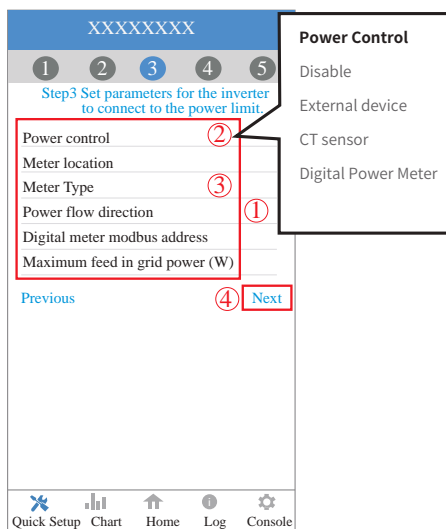 XXXXXXXX
1 2 3 4 5
Step3 Set parameters for the inverter
to connect to the power limit.
Power control ②
Meter location
Meter Type ③
Power flow direction ①
Digital meter modbus address
Maximum feed in grid power (W)
Previous ④ Next
Quick Setup Chart Home Log Console
Power Control
Disable
External device
CT sensor
Digital Power Meter